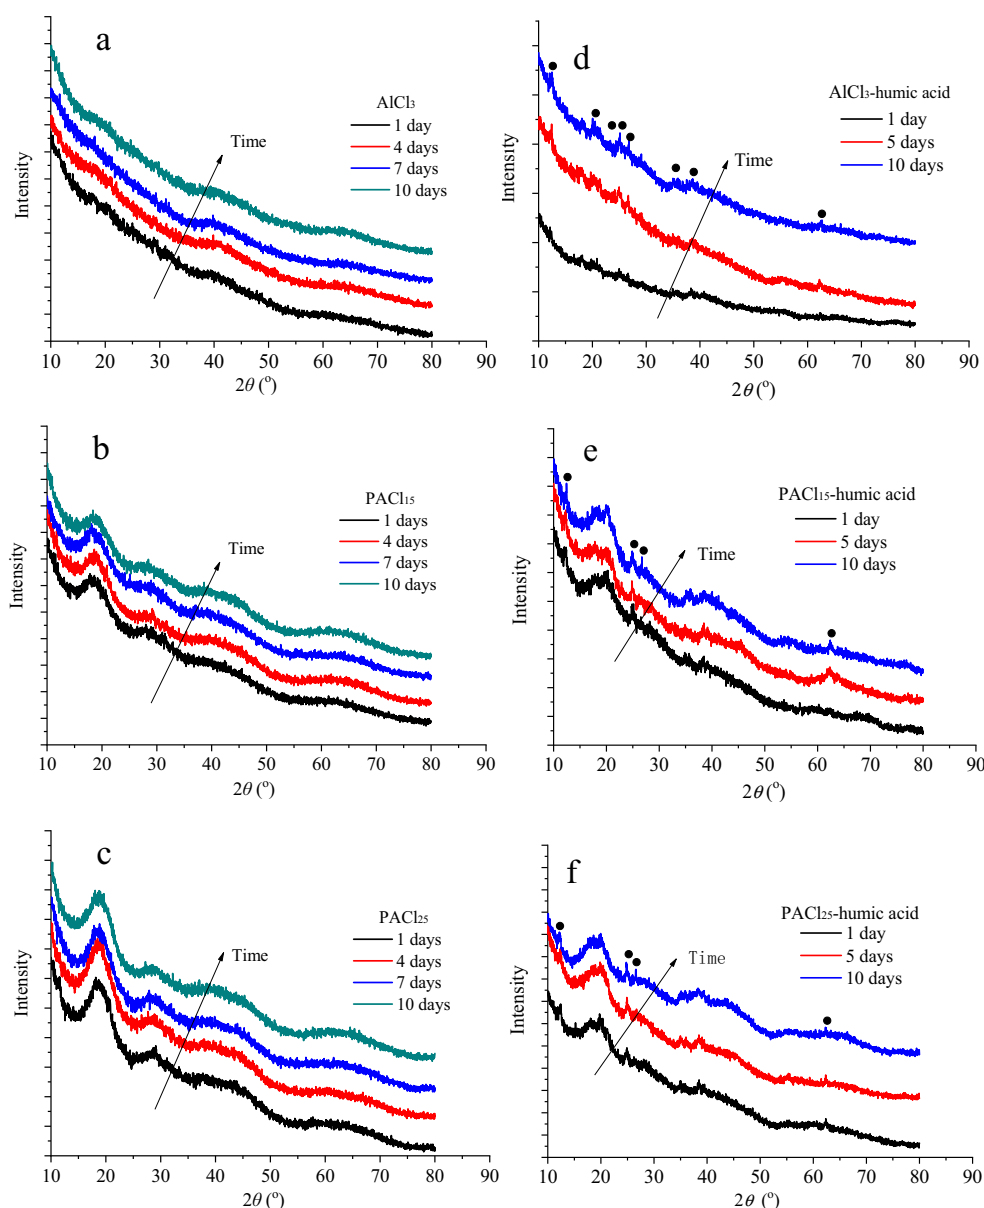 a
AlCl3
1 day
4 days
7 days
10 days
Time
Intensity
10 20 30 40 50 60 70 80 90
2θ (o)
d
AlCl3-humic acid
1 day
5 days
10 days
Time
Intensity
10 20 30 40 50 60 70 80 90
2θ (o)
b
PACl15
1 days
4 days
7 days
10 days
Time
Intensity
10 20 30 40 50 60 70 80 90
2θ (o)
e
PACl15-humic acid
1 day
5 days
10 days
Time
Intensity
10 20 30 40 50 60 70 80 90
2θ (o)
c
PACl25
1 days
4 days
7 days
10 days
Time
Intensity
10 20 30 40 50 60 70 80 90
2θ (o)
f
PACl25-humic acid
1 day
5 days
10 days
Time
Intensity
10 20 30 40 50 60 70 80 90
2θ (o)